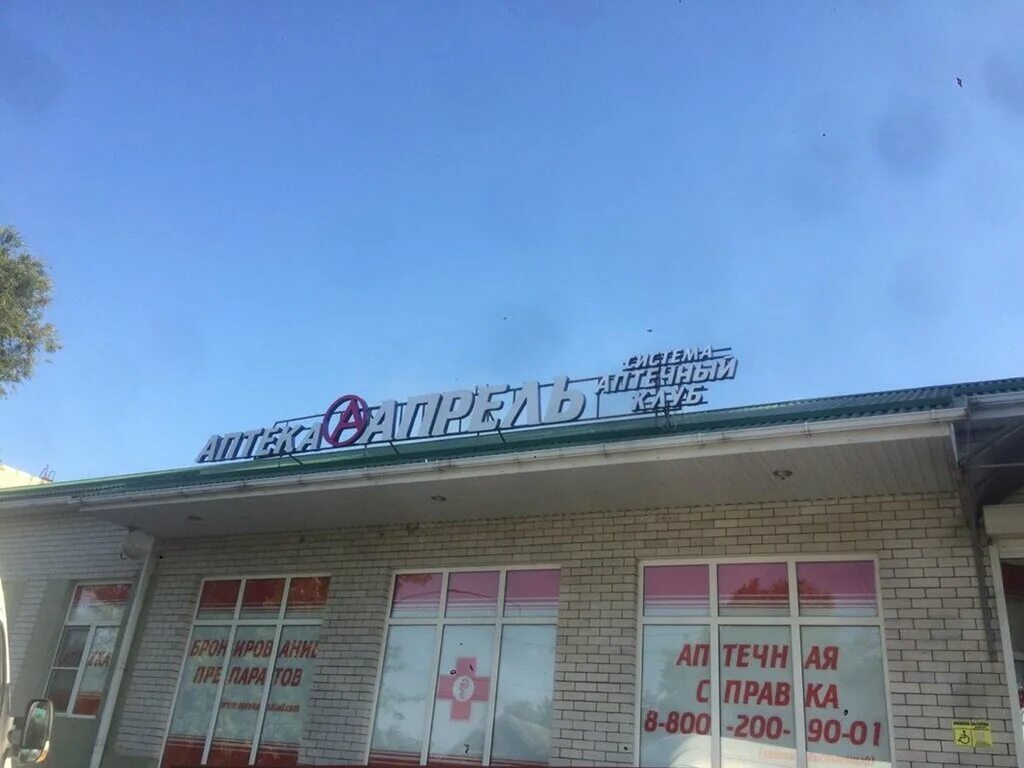 АПТЕКА А АПРЕЛЬ
СИСТЕМА
АПТЕЧНЫЙ
КЛУБ
БРОНИРОВАНИЕ
ПРЕПАРАТОВ
АПТЕЧНАЯ
СПРАВКА
8-800-200-90-01